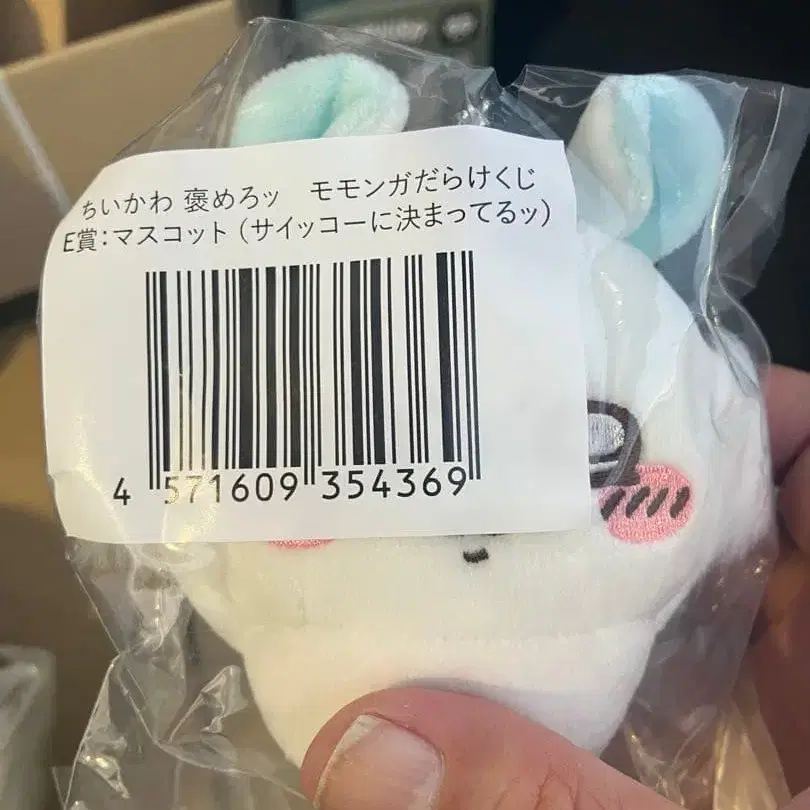 ちいかわ 褒めろッ　モモンガだらけくじ
E賞：マスコット（サイッコーに決まってるッ）
4 571609 354369